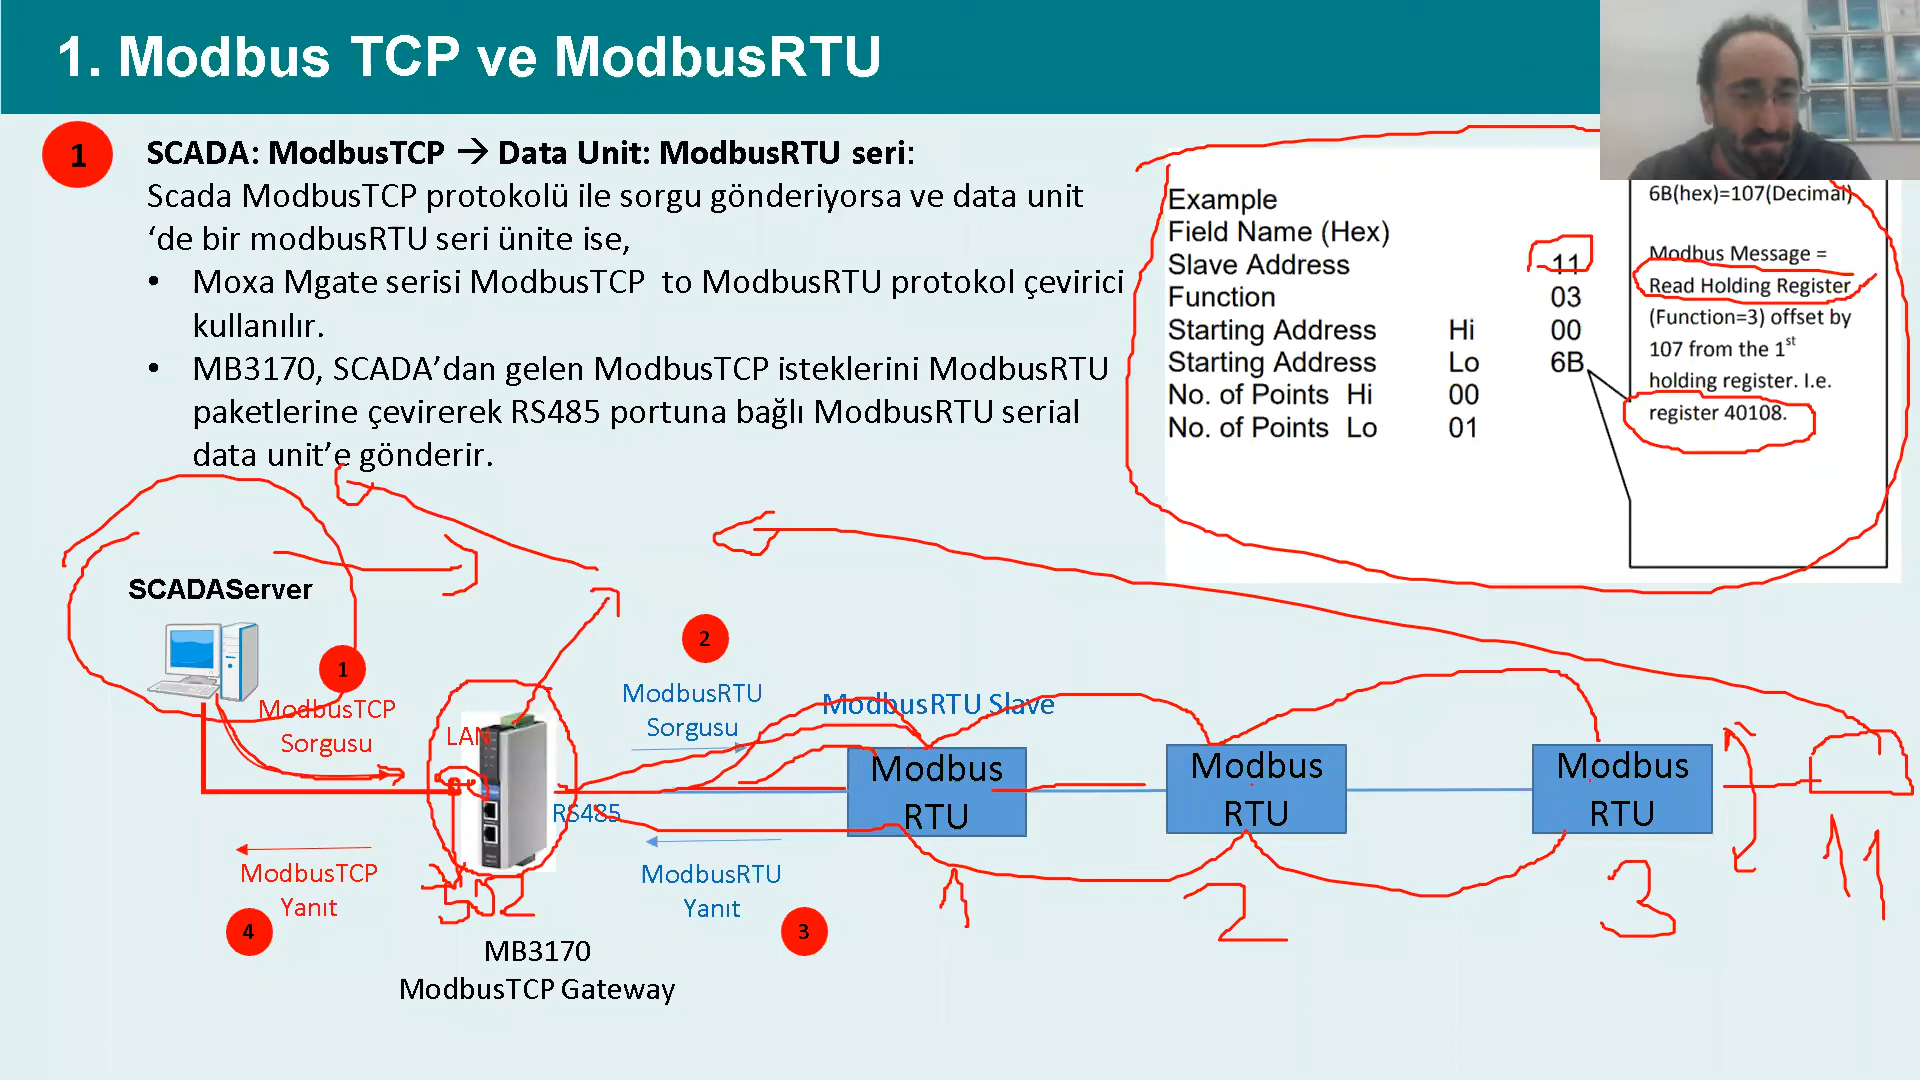 1. Modbus TCP ve ModbusRTU
1
SCADA: ModbusTCP → Data Unit: ModbusRTU seri:
Scada ModbusTCP protokolü ile sorgu gönderiyorsa ve data unit
‘de bir modbusRTU seri ünite ise,
• Moxa Mgate serisi ModbusTCP to ModbusRTU protokol çevirici
kullanılır.
• MB3170, SCADA’dan gelen ModbusTCP isteklerini ModbusRTU
paketlerine çevirerek RS485 portuna bağlı ModbusRTU serial
data unit’e gönderir.
Example
Field Name (Hex)
Slave Address 11
Function 03
Starting Address Hi 00
Starting Address Lo 6B
No. of Points Hi 00
No. of Points Lo 01
6B(hex)=107(Decimal)
Modbus Message =
Read Holding Register
(Function=3) offset by
107 from the 1st
holding register. I.e.
register 40108.
SCADAServer
1
ModbusTCP
Sorgusu
LAN
2
ModbusRTU
Sorgusu
ModbusRTU Slave
Modbus
RTU
Modbus
RTU
Modbus
RTU
RS485
ModbusTCP
Yanıt
4
ModbusRTU
Yanıt
3
1
2
3
11
MB3170
ModbusTCP Gateway